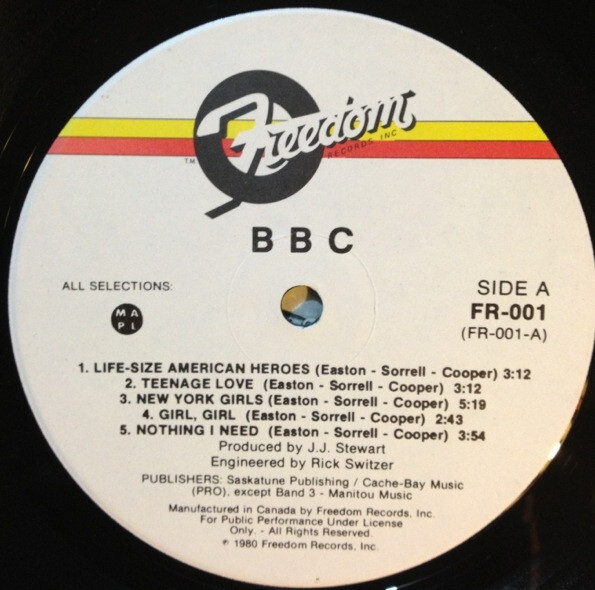 Freedom
TM
RECORDS INC
BBC
ALL SELECTIONS:
MA
PL
SIDE A
FR-001
(FR-001-A)
1. LIFE-SIZE AMERICAN HEROES (Easton - Sorrell - Cooper) 3:12
2. TEENAGE LOVE (Easton - Sorrell - Cooper) 3:12
3. NEW YORK GIRLS (Easton - Sorrell - Cooper) 5:19
4. GIRL, GIRL (Easton - Sorrell - Cooper) 2:43
5. NOTHING I NEED (Easton - Sorrell - Cooper) 3:54
Produced by J.J. Stewart
Engineered by Rick Switzer
PUBLISHERS: Saskatune Publishing / Cache-Bay Music
(PRO), except Band 3 - Manitou Music
Manufactured in Canada by Freedom Records, Inc.
For Public Performance Under License
Only. - All Rights Reserved.
℗ 1980 Freedom Records, Inc.